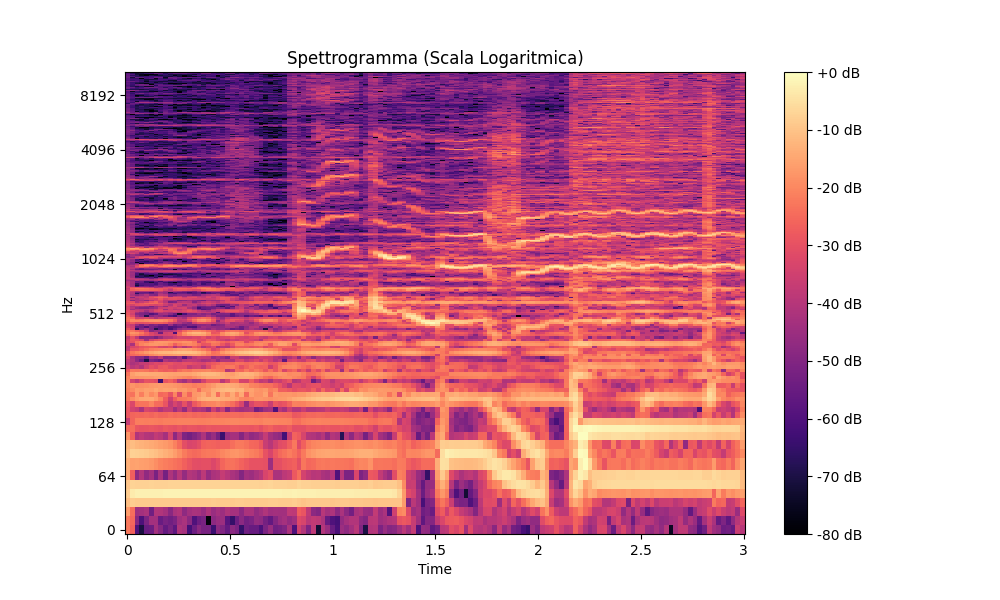 Spettrogramma (Scala Logaritmica)
Hz
8192
4096
2048
1024
512
256
128
64
0
0
0.5
1
1.5
2
2.5
3
Time
+0 dB
-10 dB
-20 dB
-30 dB
-40 dB
-50 dB
-60 dB
-70 dB
-80 dB